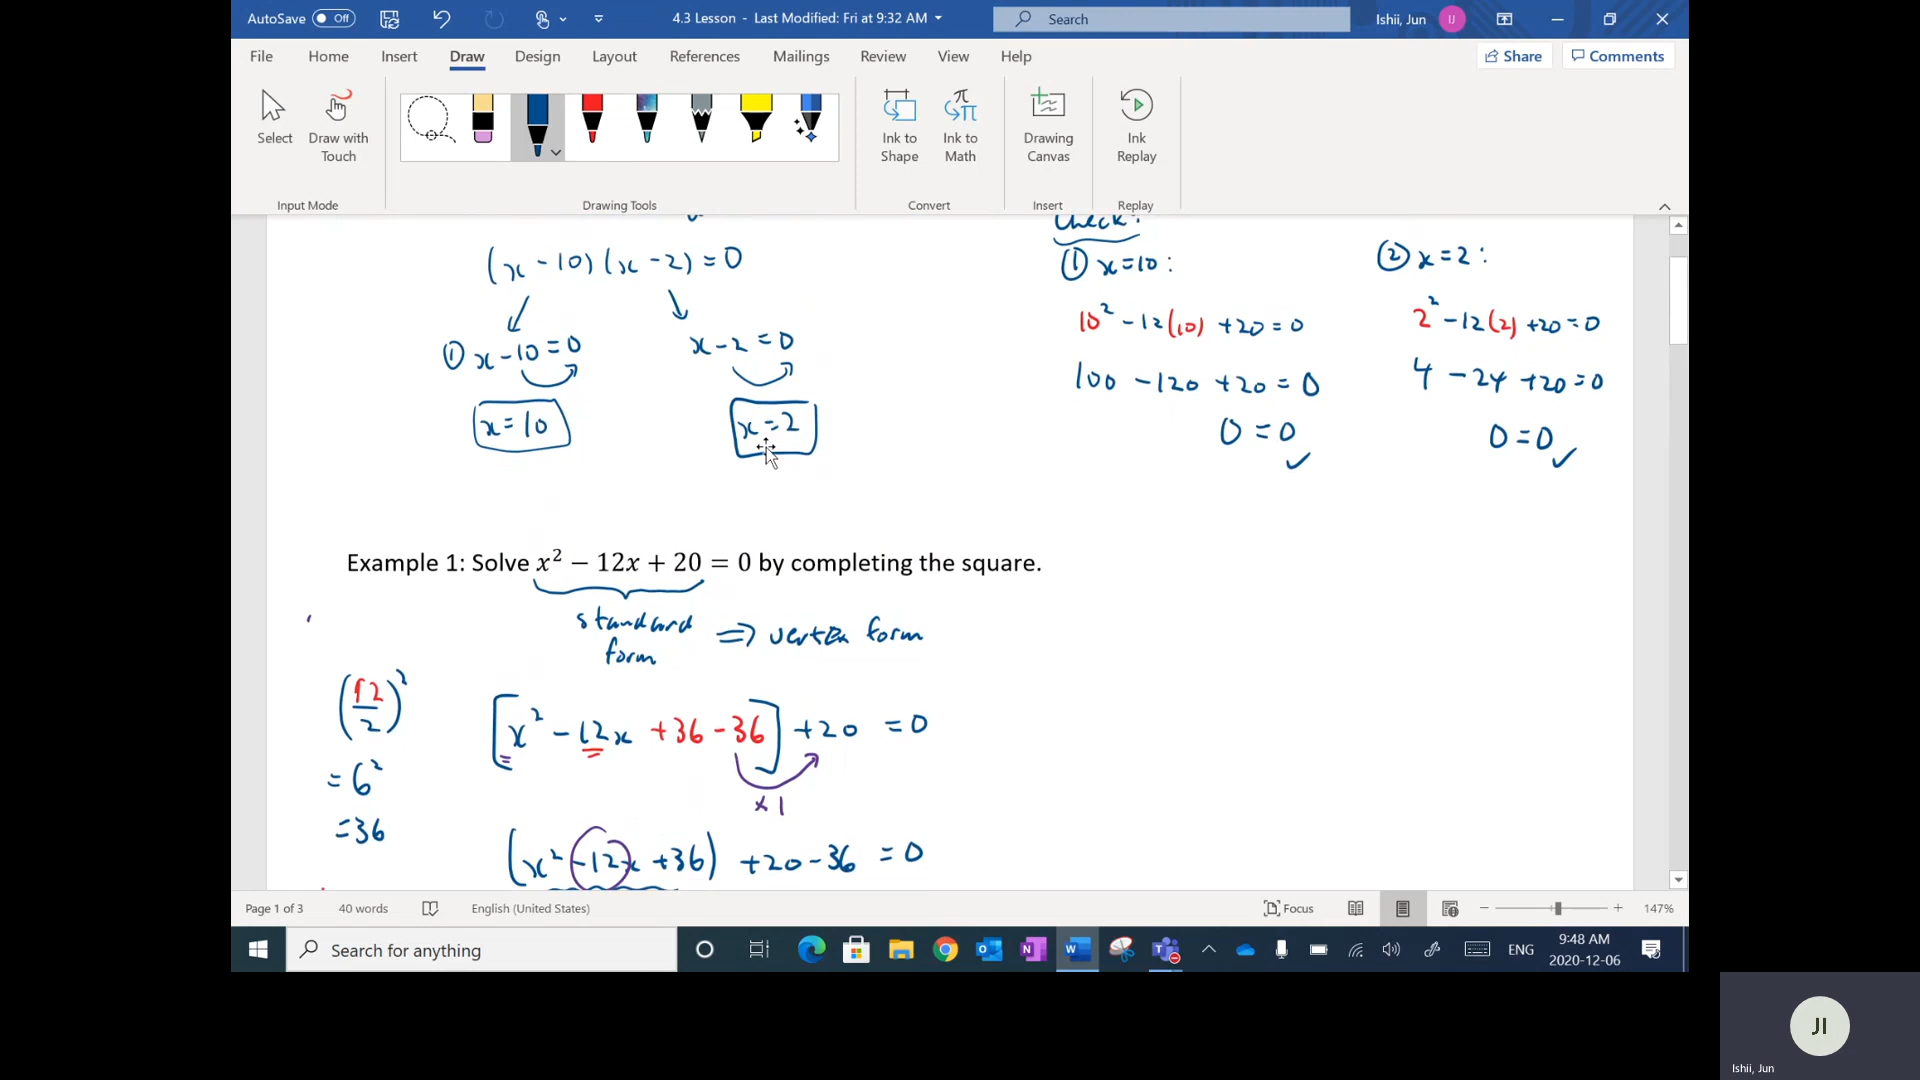 AutoSave Off 4.3 Lesson - Last Modified: Fri at 9:32 AM Search Ishii, Jun IJ
File Home Insert Draw Design Layout References Mailings Review View Help Share Comments
Select Draw with Touch Ink to Shape Ink to Math Drawing Canvas Ink Replay
Input Mode Drawing Tools Convert Insert Replay
Check:
(x - 10)(x - 2) = 0
① x = 10 :
② x = 2 :
10² - 12(10) + 20 = 0
2² - 12(2) + 20 = 0
① x - 10 = 0
x - 2 = 0
100 - 120 + 20 = 0
4 - 24 + 20 = 0
x = 10
x = 2
0 = 0 ✓
0 = 0 ✓
Example 1: Solve x² − 12x + 20 = 0 by completing the square.
standard form ⇒ vertex form
(12/2)²
[x² - 12x + 36 - 36] + 20 = 0
= 6²
×1
= 36
(x² - 12x + 36) + 20 - 36 = 0
Page 1 of 3 40 words English (United States) Focus 147%
Search for anything ENG 9:48 AM
2020-12-06
JI
Ishii, Jun